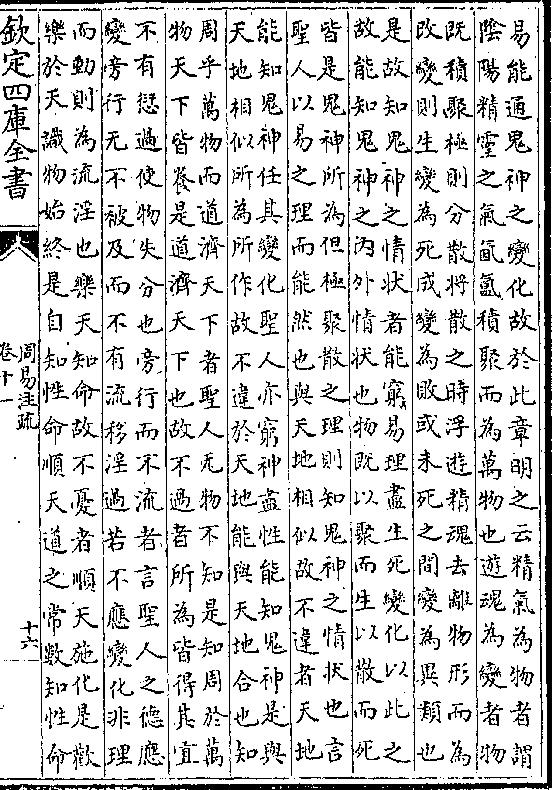 易能通鬼神之變化故於此章明之云精氣為物者謂
陰陽精靈之氣氤氳積聚而為萬物也遊魂為變者物
既積聚極則分散將散之時浮遊精魂去離物形而為
改變則生變為死成變為敗或未死之間變為異類也
是故知鬼神之情狀者能窮易理盡生死變化以此之
故能知鬼神之内外情狀也物既以聚而生以散而死
皆是鬼神所為但極聚散之理則知鬼神之情狀也言
聖人以易之理而能然也與天地相似故不違者天地
能知鬼神任其變化聖人亦窮神盡性能知鬼神是與
天地相似所為所作故不違於天地能與天地合也知
周乎萬物而道濟天下者聖人无物不知是知周於萬
物天下皆養是道濟天下也故不過者所為皆得其宜
不有愆過使物失分也旁行而不流者言聖人之德應
變旁行无不被及而不有流移淫過若不應變化非理
而動則為流淫也樂天知命故不憂者順天施化是歡
樂於天識物始終是自知性命順天道之常數知性命
欽定四庫全書
周易注疏
卷十一
十六